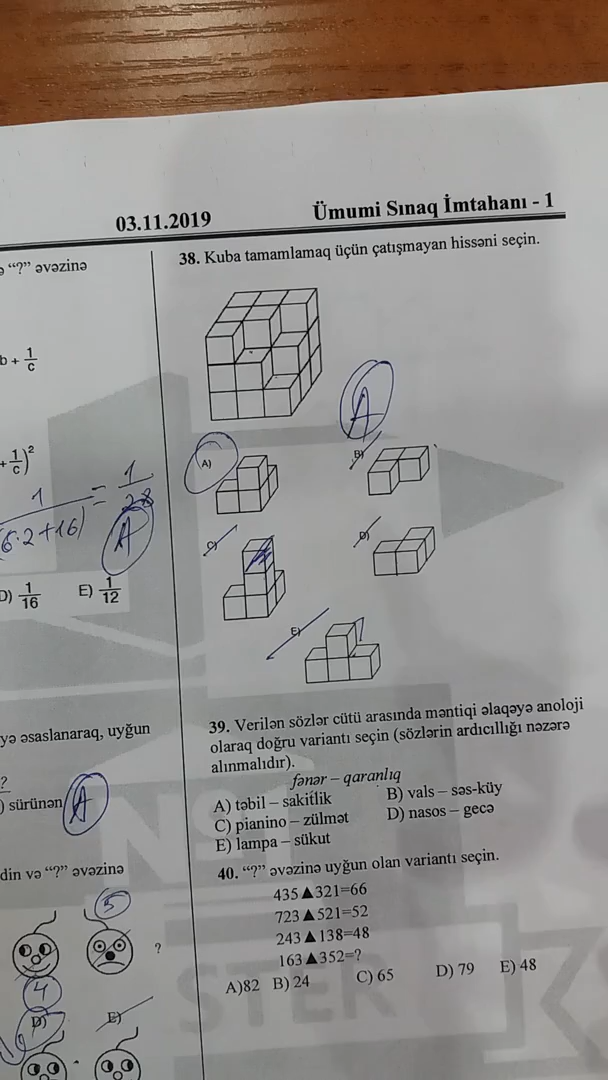 03.11.2019
Ümumi Sınaq İmtahanı - 1
ə “?” əvəzinə
b + 1/c
+ 1/c)²
1/(6·2+16) = 1/28
A
D) 1/16 E) 1/12
yə əsaslanaraq, uyğun
?
) sürünən
A
din və “?” əvəzinə
5
?
4
D) E)
38. Kuba tamamlamaq üçün çatışmayan hissəni seçin.
A
A) B)
C) D)
E)
39. Verilən sözlər cütü arasında məntiqi əlaqəyə anoloji
olaraq doğru variantı seçin (sözlərin ardıcıllığı nəzərə
alınmalıdır).
fənər – qaranlıq
A) təbil – sakitlik B) vals – səs-küy
C) pianino – zülmət D) nasos – gecə
E) lampa – sükut
40. “?” əvəzinə uyğun olan variantı seçin.
435▲321=66
723▲521=52
243▲138=48
163▲352=?
A)82 B) 24 C) 65 D) 79 E) 48
STER